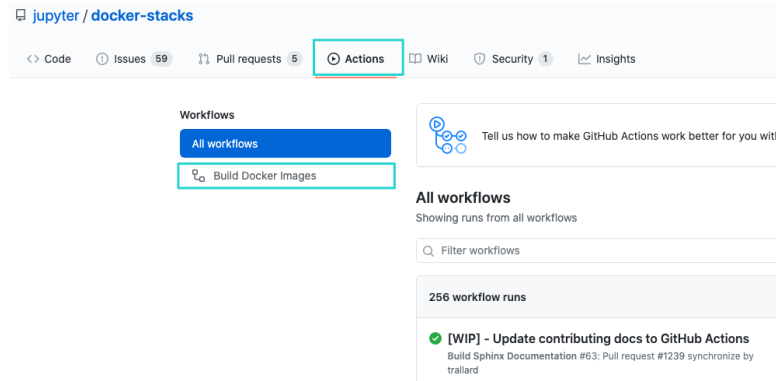 jupyter / docker-stacks
Code Issues 59 Pull requests 5 Actions Wiki Security 1 Insights
Workflows
All workflows
Build Docker Images
Tell us how to make GitHub Actions work better for you
All workflows
Showing runs from all workflows
Filter workflows
256 workflow runs
[WIP] - Update contributing docs to GitHub Actions
Build Sphinx Documentation #63: Pull request #1239 synchronize by
trallard